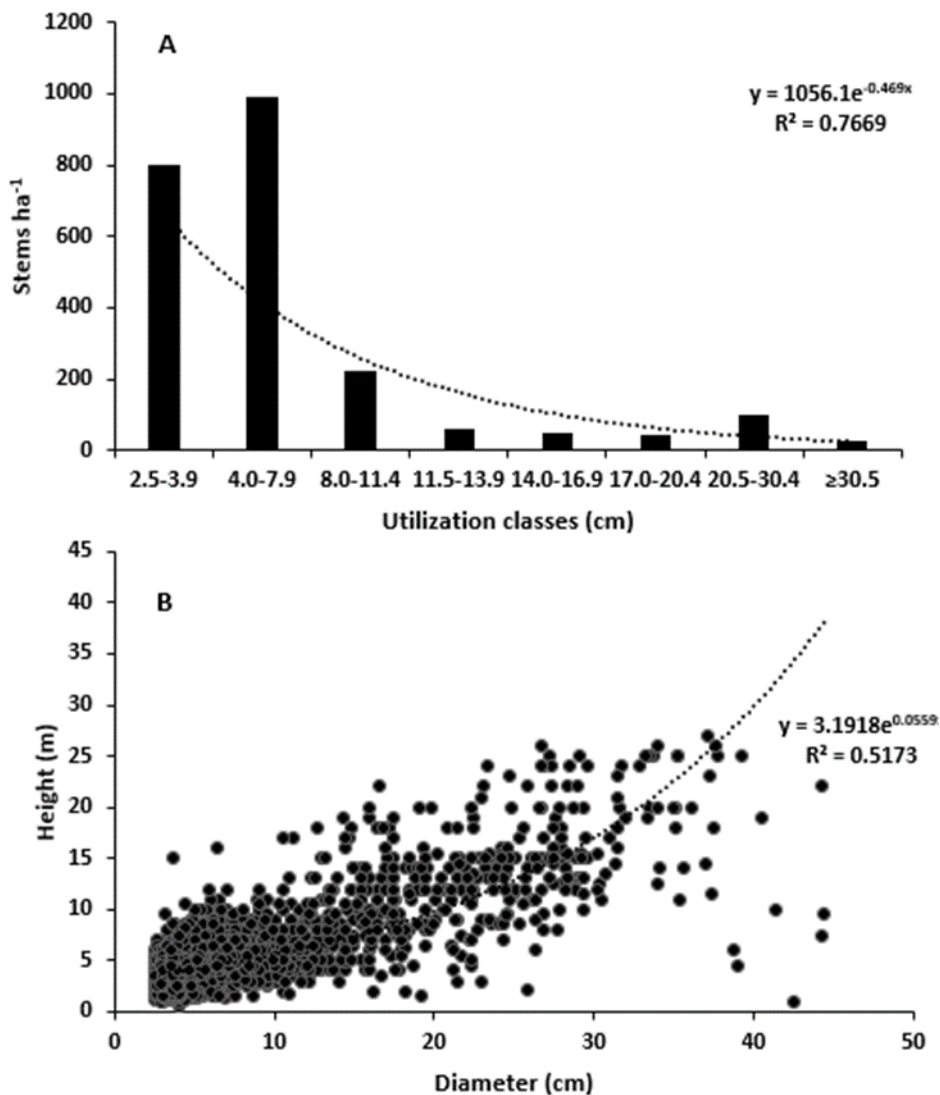 1200
A
1000
y = 1056.1e^-0.469x
R² = 0.7669
800
600
400
200
0
Stems ha⁻¹
2.5-3.9 4.0-7.9 8.0-11.4 11.5-13.9 14.0-16.9 17.0-20.4 20.5-30.4 ≥30.5
Utilization classes (cm)
45
B
40
35
30
25
20
15
10
5
0
y = 3.1918e^0.0559x
R² = 0.5173
Height (m)
0 10 20 30 40 50
Diameter (cm)